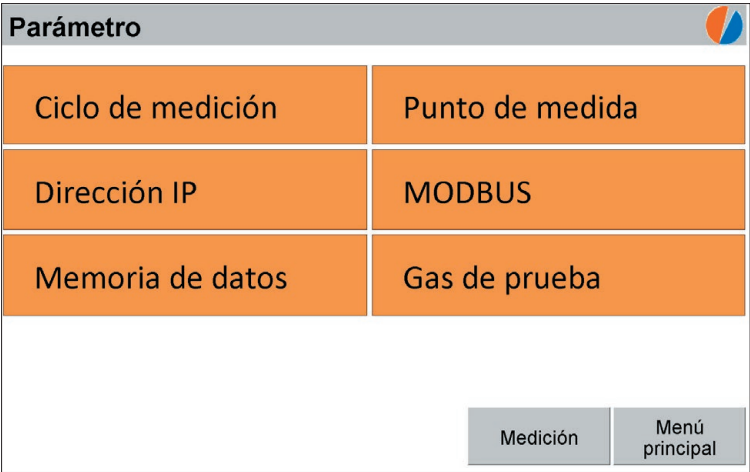 Parámetro
Ciclo de medición
Punto de medida
Dirección IP
MODBUS
Memoria de datos
Gas de prueba
Medición
Menú
principal